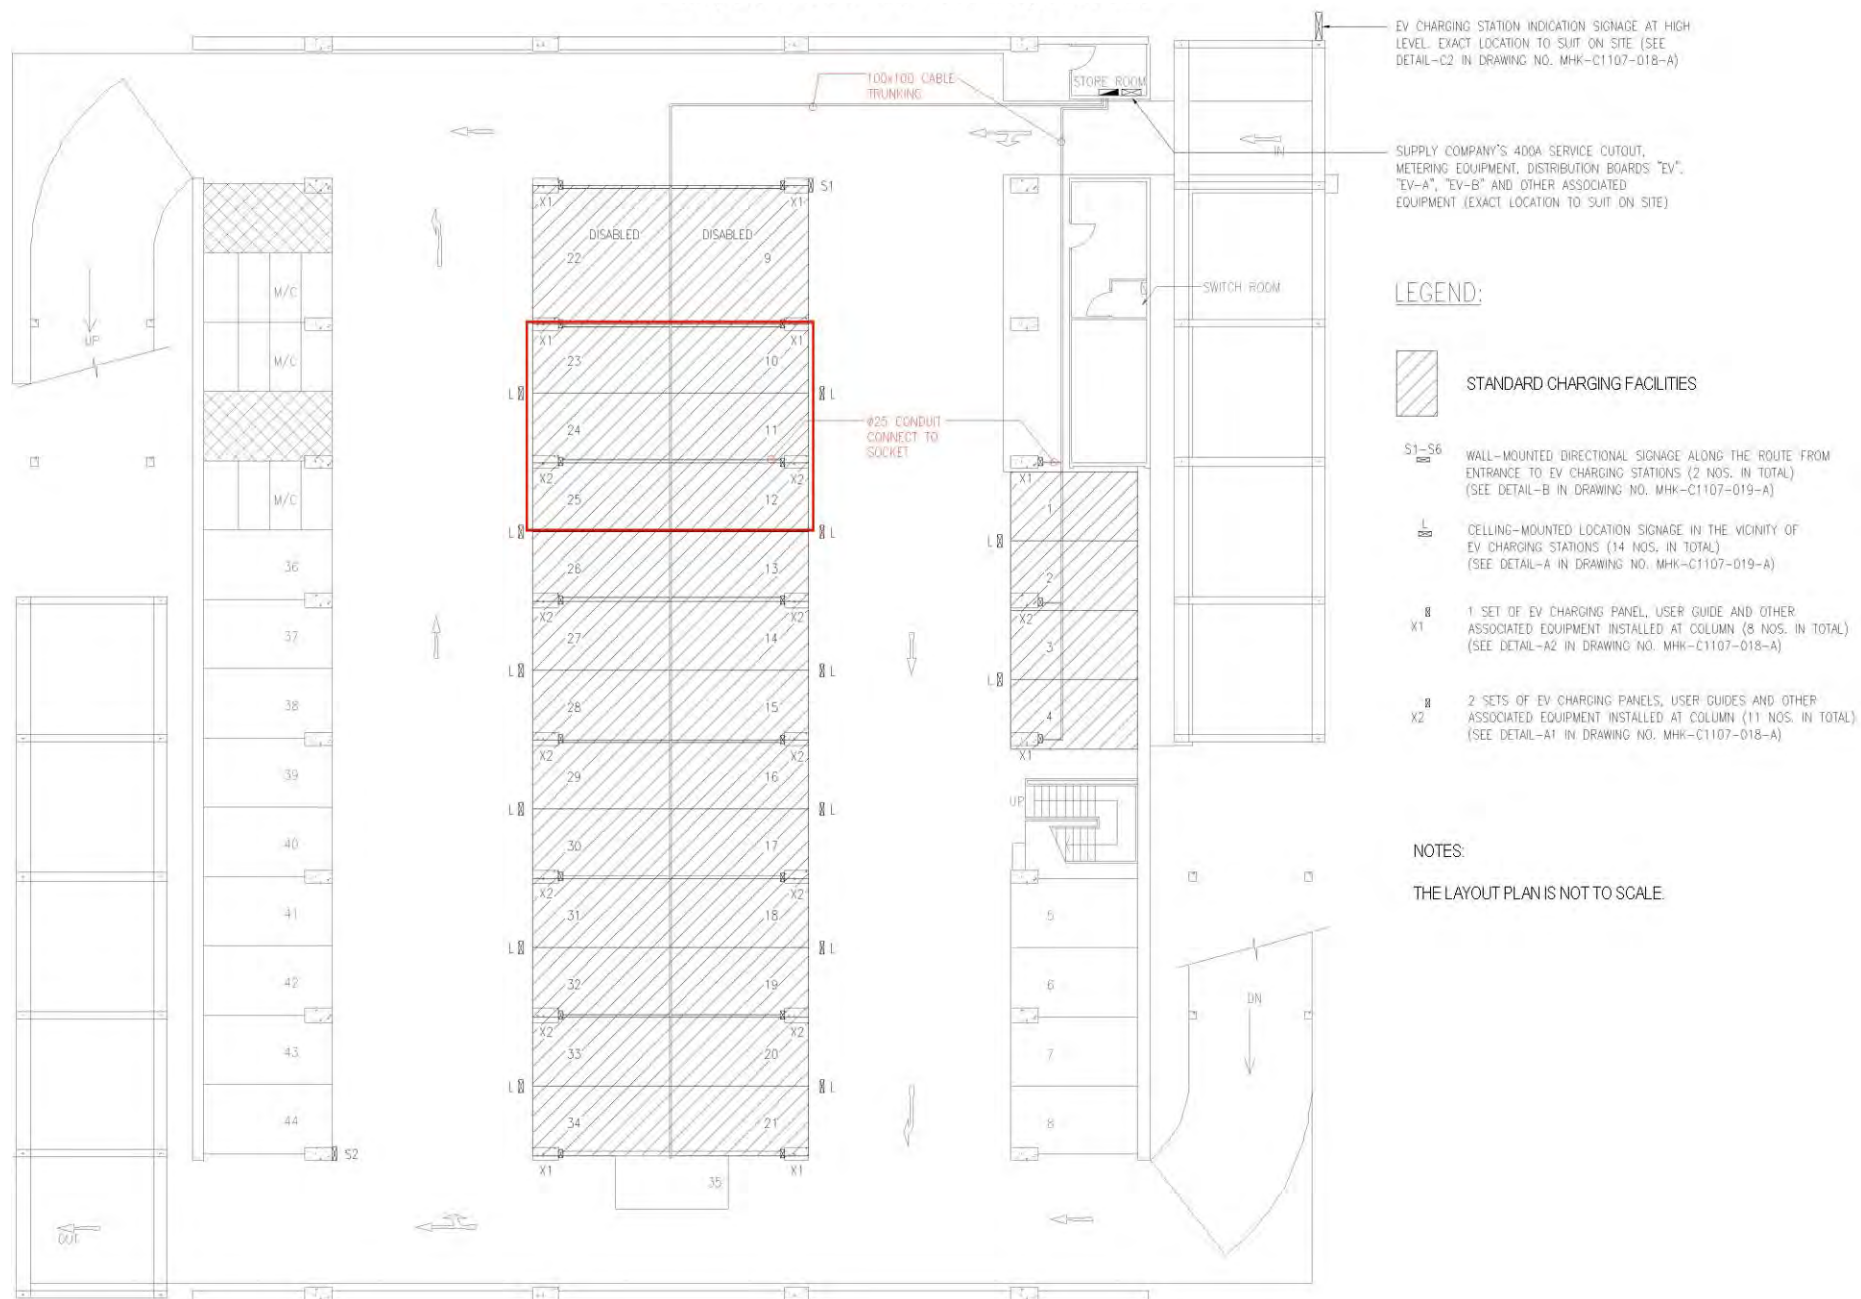 EV CHARGING STATION INDICATION SIGNAGE AT HIGH
LEVEL. EXACT LOCATION TO SUIT ON SITE (SEE
DETAIL-C2 IN DRAWING NO. MHK-C1107-018-A)
100x100 CABLE
TRUNKING
STORE ROOM
IN
SUPPLY COMPANY'S 400A SERVICE CUTOUT,
METERING EQUIPMENT, DISTRIBUTION BOARDS "EV".
"EV-A", "EV-B" AND OTHER ASSOCIATED
EQUIPMENT (EXACT LOCATION TO SUIT ON SITE)
S1
X1
X1
DISABLED
DISABLED
22
9
SWITCH ROOM
M/C
UP
M/C
M/C
X1
X1
23
10
L
L
24
11
Ø25 CONDUIT
CONNECT TO
SOCKET
X2
X2
25
12
L
L
26
13
X2
X2
27
14
L
L
28
15
X2
X2
29
16
L
L
30
17
X2
X2
31
18
L
L
32
19
X2
X2
33
20
L
L
34
21
X1
X1
35
36
37
38
39
40
41
42
43
44
S2
OUT
X1
1
L
2
X2
3
L
4
X1
UP
5
6
7
8
DN
LEGEND:
STANDARD CHARGING FACILITIES
S1-S6
WALL-MOUNTED DIRECTIONAL SIGNAGE ALONG THE ROUTE FROM
ENTRANCE TO EV CHARGING STATIONS (2 NOS. IN TOTAL)
(SEE DETAIL-B IN DRAWING NO. MHK-C1107-019-A)
L
CELLING-MOUNTED LOCATION SIGNAGE IN THE VICINITY OF
EV CHARGING STATIONS (14 NOS. IN TOTAL)
(SEE DETAIL-A IN DRAWING NO. MHK-C1107-019-A)
X1
1 SET OF EV CHARGING PANEL, USER GUIDE AND OTHER
ASSOCIATED EQUIPMENT INSTALLED AT COLUMN (8 NOS. IN TOTAL)
(SEE DETAIL-A2 IN DRAWING NO. MHK-C1107-018-A)
X2
2 SETS OF EV CHARGING PANELS, USER GUIDES AND OTHER
ASSOCIATED EQUIPMENT INSTALLED AT COLUMN (11 NOS. IN TOTAL)
(SEE DETAIL-A1 IN DRAWING NO. MHK-C1107-018-A)
NOTES:
THE LAYOUT PLAN IS NOT TO SCALE.